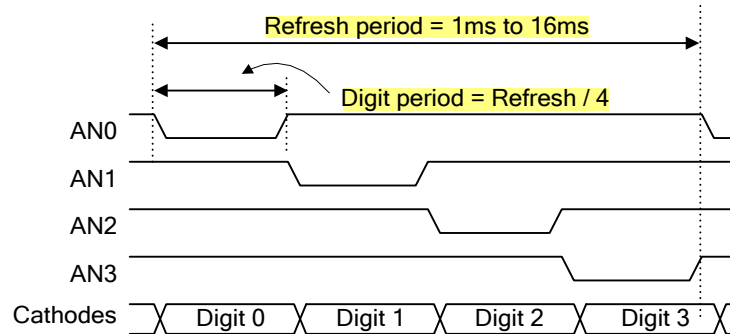 Refresh period = 1ms to 16ms
Digit period = Refresh / 4
AN0
AN1
AN2
AN3
Cathodes Digit 0 Digit 1 Digit 2 Digit 3